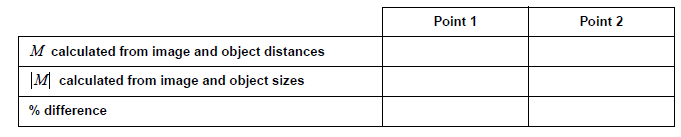 Point 1 Point 2
M calculated from image and object distances
|M| calculated from image and object sizes
% difference